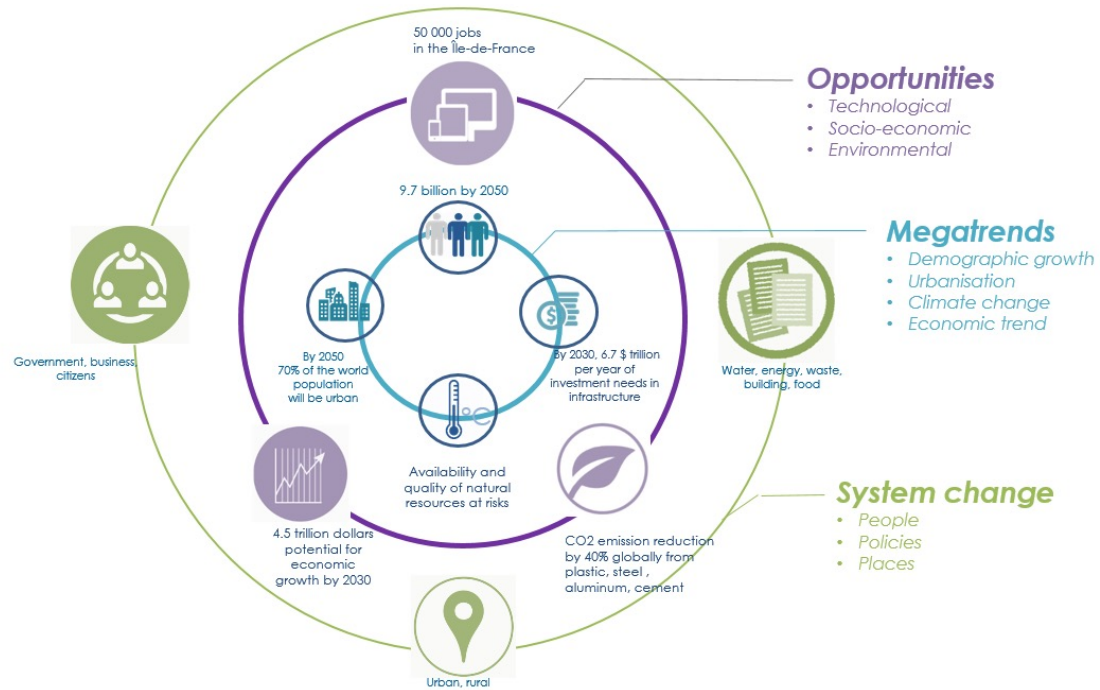 50 000 jobs
in the Île-de-France
Opportunities
• Technological
• Socio-economic
• Environmental
9.7 billion by 2050
Megatrends
• Demographic growth
• Urbanisation
• Climate change
• Economic trend
Government, business,
citizens
By 2050
70% of the world
population
will be urban
$
By 2030, 6.7 $ trillion
per year of
investment needs in
infrastructure
Water, energy, waste,
building, food
°C
Availability and
quality of natural
resources at risks
System change
• People
• Policies
• Places
4.5 trillion dollars
potential for
economic
growth by 2030
CO2 emission reduction
by 40% globally from
plastic, steel ,
aluminum, cement
Urban, rural